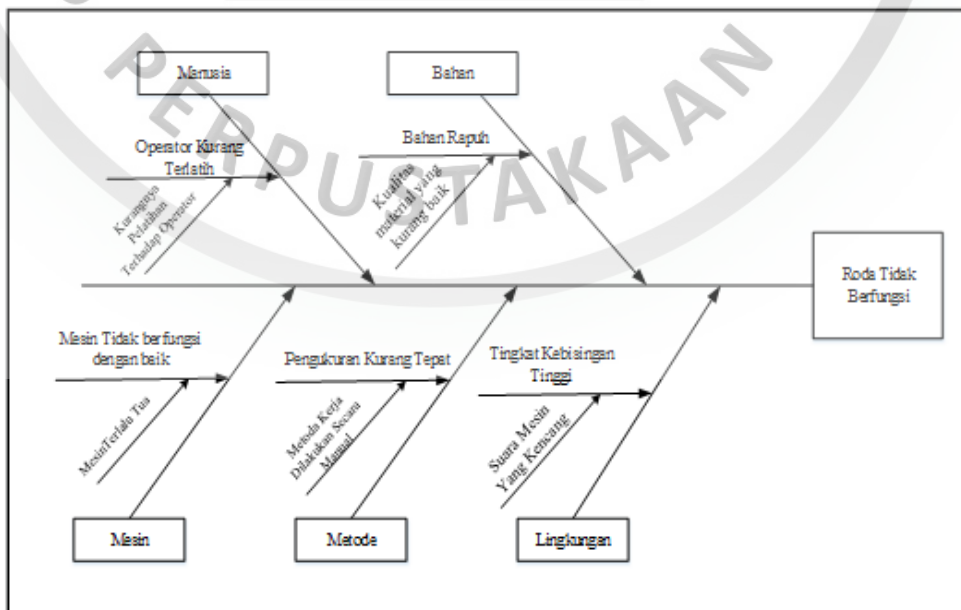 Manusia
Bahan
Operator Kurang
Terlatih
Kurangnya
Pelatihan
Terhadap Operator
Bahan Rapuh
Kualitas
material yang
kurang baik
PERPUSTAKAAN
Roda Tidak
Berfungsi
Mesin Tidak berfungsi
dengan baik
MesinTerlalu Tua
Pengukuran Kurang Tepat
Metoda Kerja
Dilakukan Secara
Manual
Tingkat Kebisingan
Tinggi
Suara Mesin
Yang Kencang
Mesin
Metode
Lingkungan